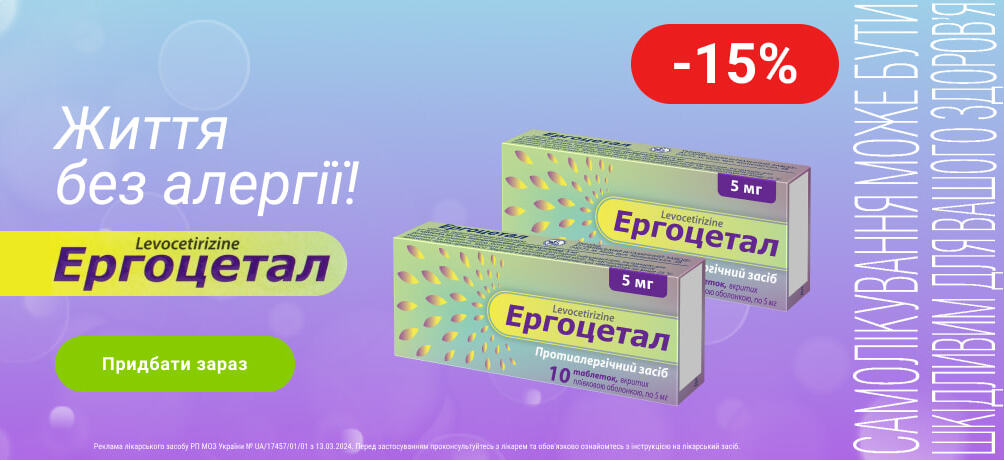 -15%
Життя
без алергії!
Levocetirizine
Ергоцетал
Придбати зараз
Ергоцетал
5 мг
Levocetirizine
Ергоцетал
Протиалергічний засіб
10 таблеток, вкритих
плівковою оболонкою, по 5 мг
Ергоцетал
5 мг
Levocetirizine
Ергоцетал
САМОЛІКУВАННЯ МОЖЕ БУТИ
ШКІДЛИВИМ ДЛЯ ВАШОГО ЗДОРОВ'Я
Реклама лікарського засобу РП МОЗ України № UA/17457/01/01 з 13.03.2024. Перед застосуванням проконсультуйтесь з лікарем та обов'язково ознайомтесь з інструкцією на лікарський засіб.